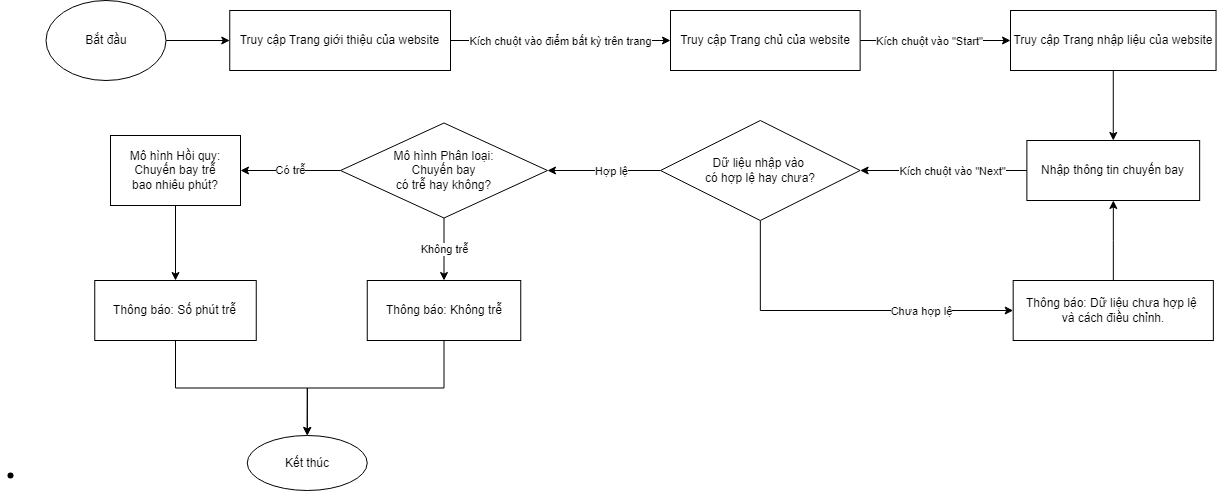 Bắt đầu
Truy cập Trang giới thiệu của website
Kích chuột vào điểm bất kỳ trên trang
Truy cập Trang chủ của website
Kích chuột vào "Start"
Truy cập Trang nhập liệu của website
Nhập thông tin chuyến bay
Kích chuột vào "Next"
Dữ liệu nhập vào
có hợp lệ hay chưa?
Hợp lệ
Mô hình Phân loại:
Chuyến bay
có trễ hay không?
Có trễ
Mô hình Hồi quy:
Chuyến bay trễ
bao nhiêu phút?
Không trễ
Thông báo: Số phút trễ
Thông báo: Không trễ
Chưa hợp lệ
Thông báo: Dữ liệu chưa hợp lệ
và cách điều chỉnh.
Kết thúc